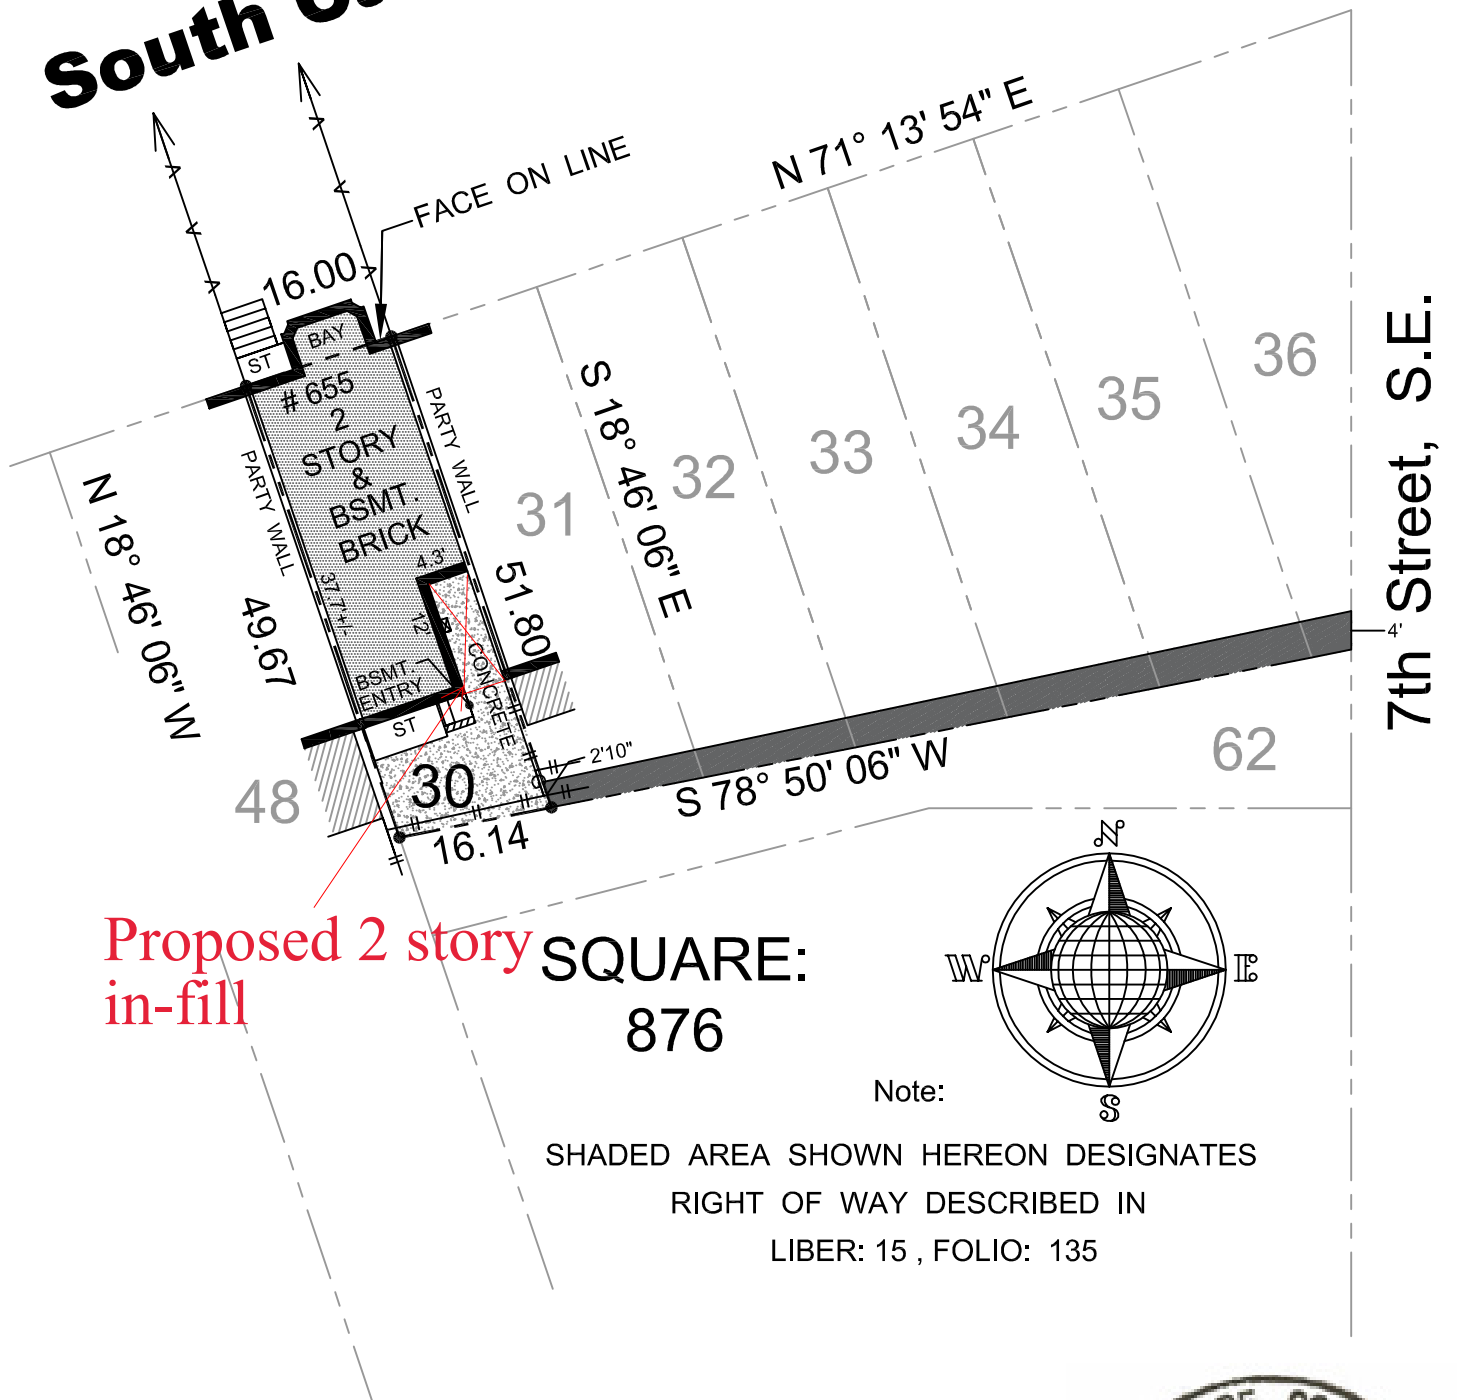 South
FACE ON LINE
N 71° 13' 54" E
16.00
BAY
ST
# 655
2
STORY
&
BSMT.
BRICK
PARTY WALL
PARTY WALL
37.7'+/-
4.3'
12'
BSMT.
ENTRY
ST
CONCRETE
51.80
49.67
N 18° 46' 06" W
S 18° 46' 06" E
31
32
33
34
35
36
7th Street, S.E.
4'
62
48
30
2'10"
16.14
S 78° 50' 06" W
Proposed 2 story
in-fill
SQUARE:
876
N
W
E
S
Note:
SHADED AREA SHOWN HEREON DESIGNATES
RIGHT OF WAY DESCRIBED IN
LIBER: 15 , FOLIO: 135